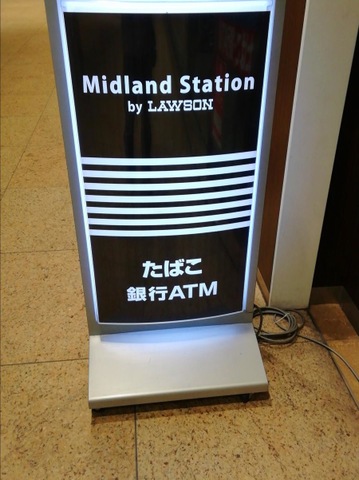 Midland Station
by LAWSON
たばこ
銀行ATM